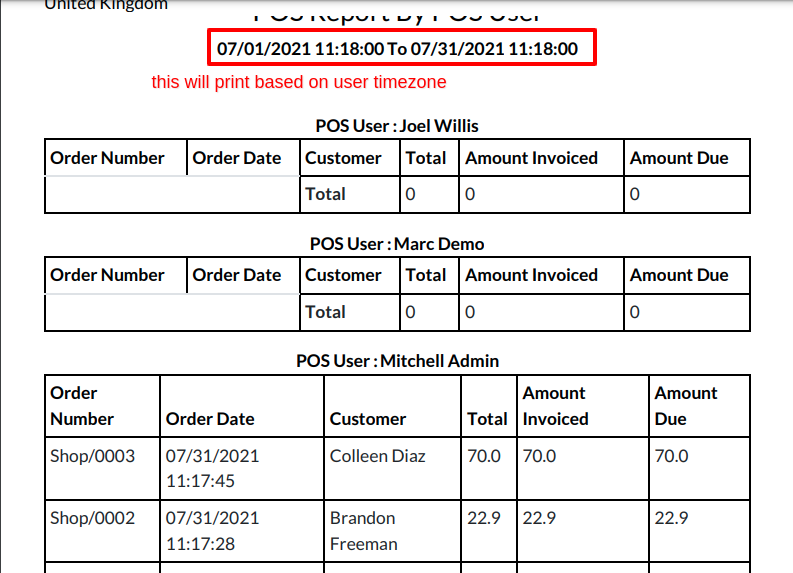 United Kingdom
POS Report By POS User
07/01/2021 11:18:00 To 07/31/2021 11:18:00
this will print based on user timezone
POS User : Joel Willis
Order Number Order Date Customer Total Amount Invoiced Amount Due
Total 0 0 0
POS User : Marc Demo
Order Number Order Date Customer Total Amount Invoiced Amount Due
Total 0 0 0
POS User : Mitchell Admin
Order Amount Amount
Number Order Date Customer Total Invoiced Due
Shop/0003 07/31/2021 Colleen Diaz 70.0 70.0 70.0
11:17:45
Shop/0002 07/31/2021 Brandon 22.9 22.9 22.9
11:17:28 Freeman